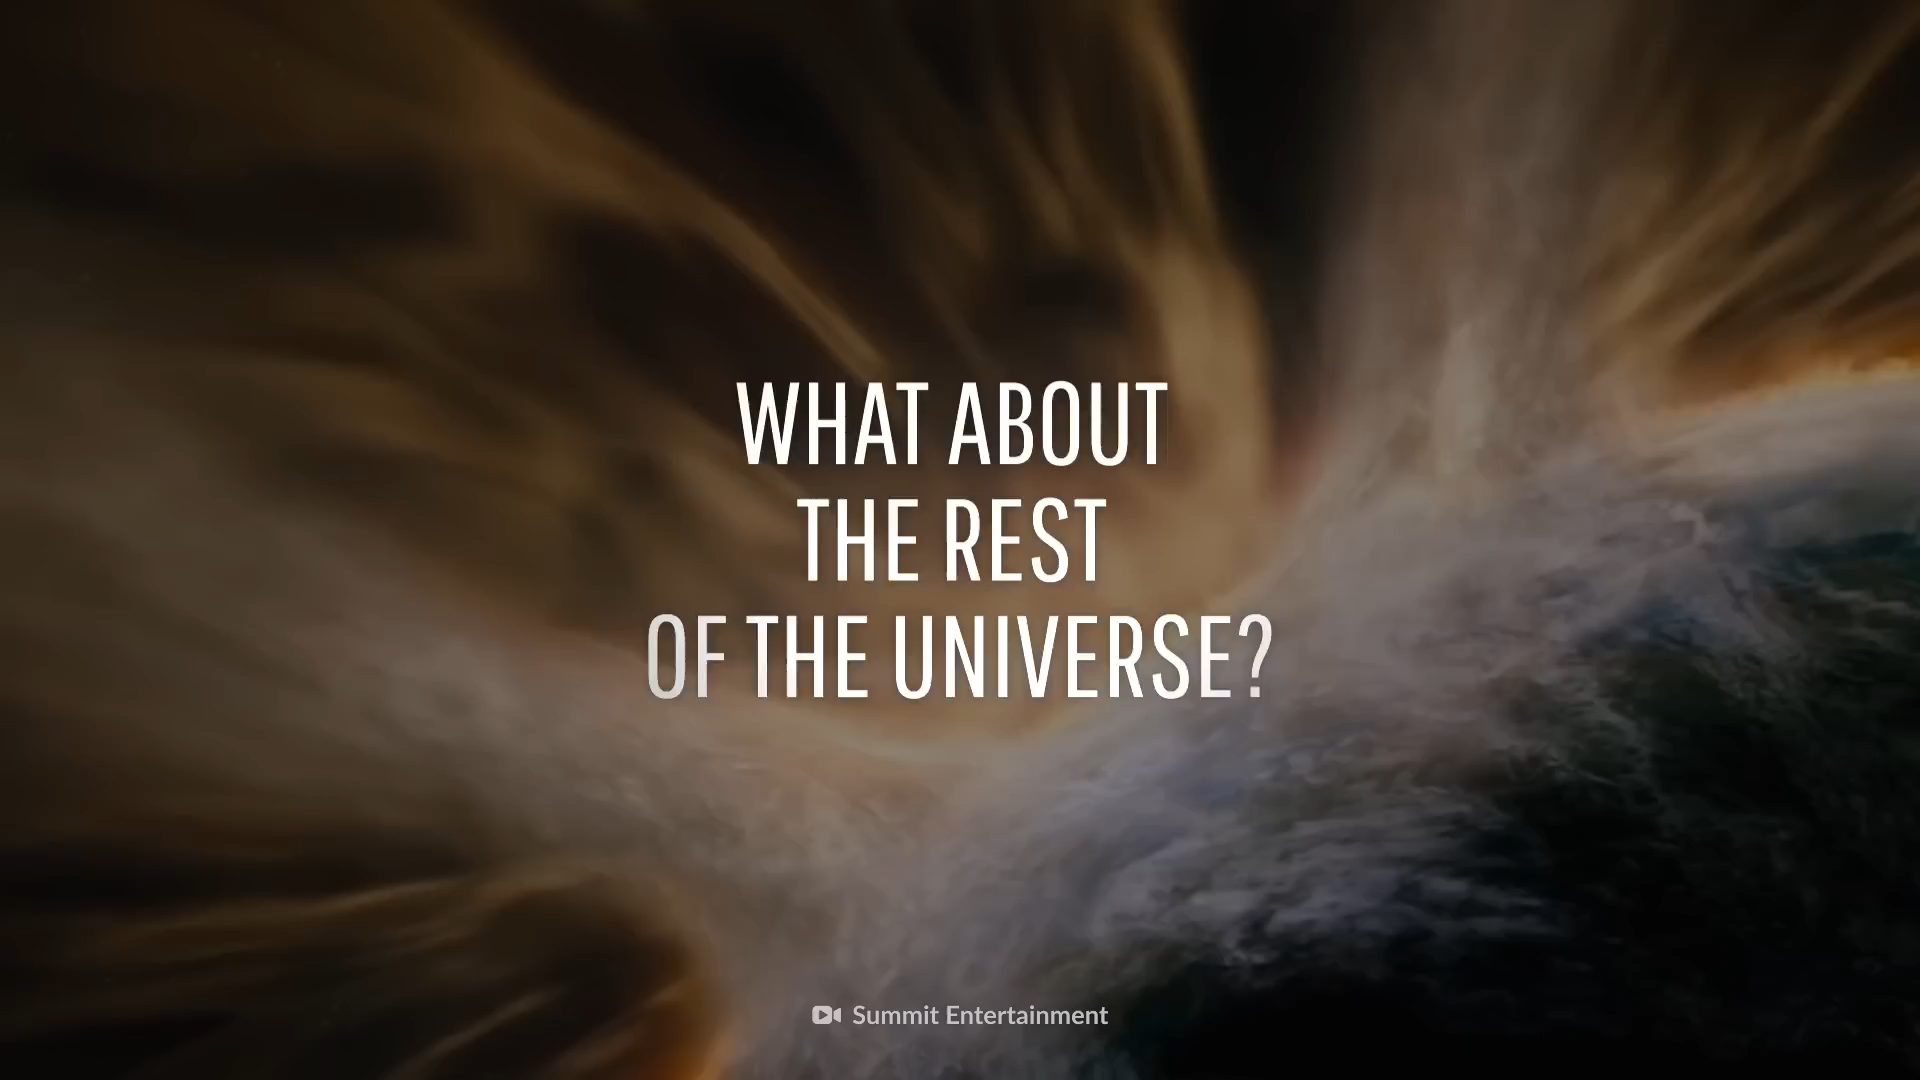 WHAT ABOUT
THE REST
OF THE UNIVERSE?
Summit Entertainment